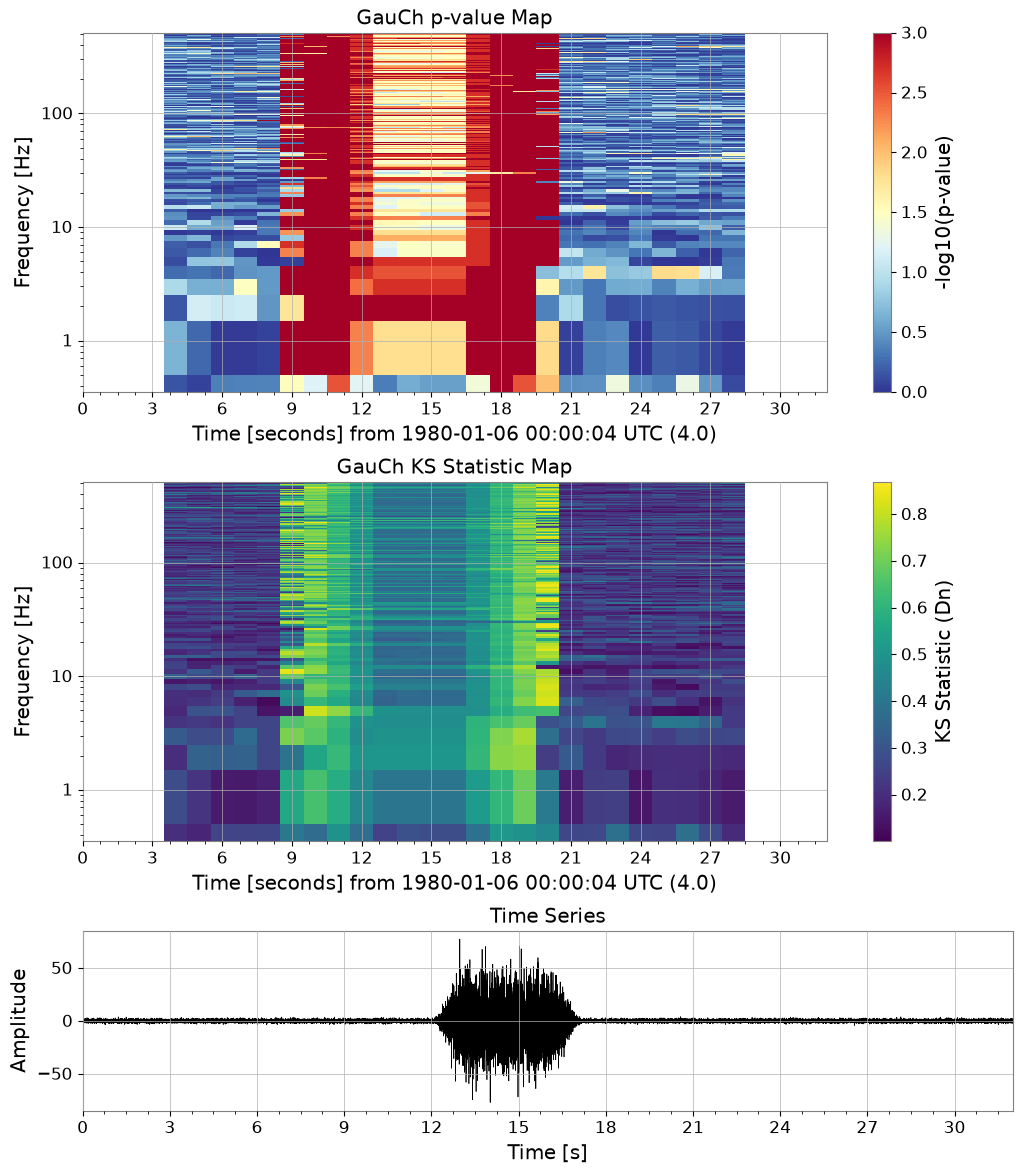 GauCh p-value Map
Frequency [Hz]
100
10
1
0 3 6 9 12 15 18 21 24 27 30
Time [seconds] from 1980-01-06 00:00:04 UTC (4.0)
3.0
2.5
2.0
1.5
1.0
0.5
0.0
-log10(p-value)
GauCh KS Statistic Map
Frequency [Hz]
100
10
1
0 3 6 9 12 15 18 21 24 27 30
Time [seconds] from 1980-01-06 00:00:04 UTC (4.0)
0.8
0.7
0.6
0.5
0.4
0.3
0.2
KS Statistic (Dn)
Time Series
Amplitude
50
0
−50
0 3 6 9 12 15 18 21 24 27 30
Time [s]